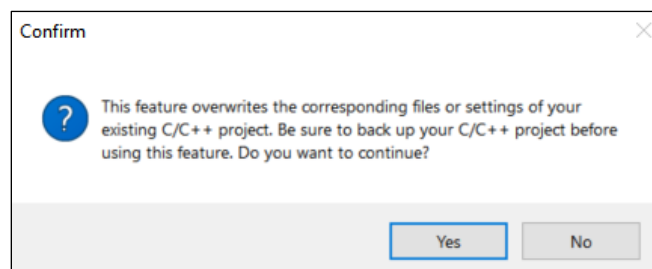 Confirm
This feature overwrites the corresponding files or settings of your
existing C/C++ project. Be sure to back up your C/C++ project before
using this feature. Do you want to continue?
Yes
No